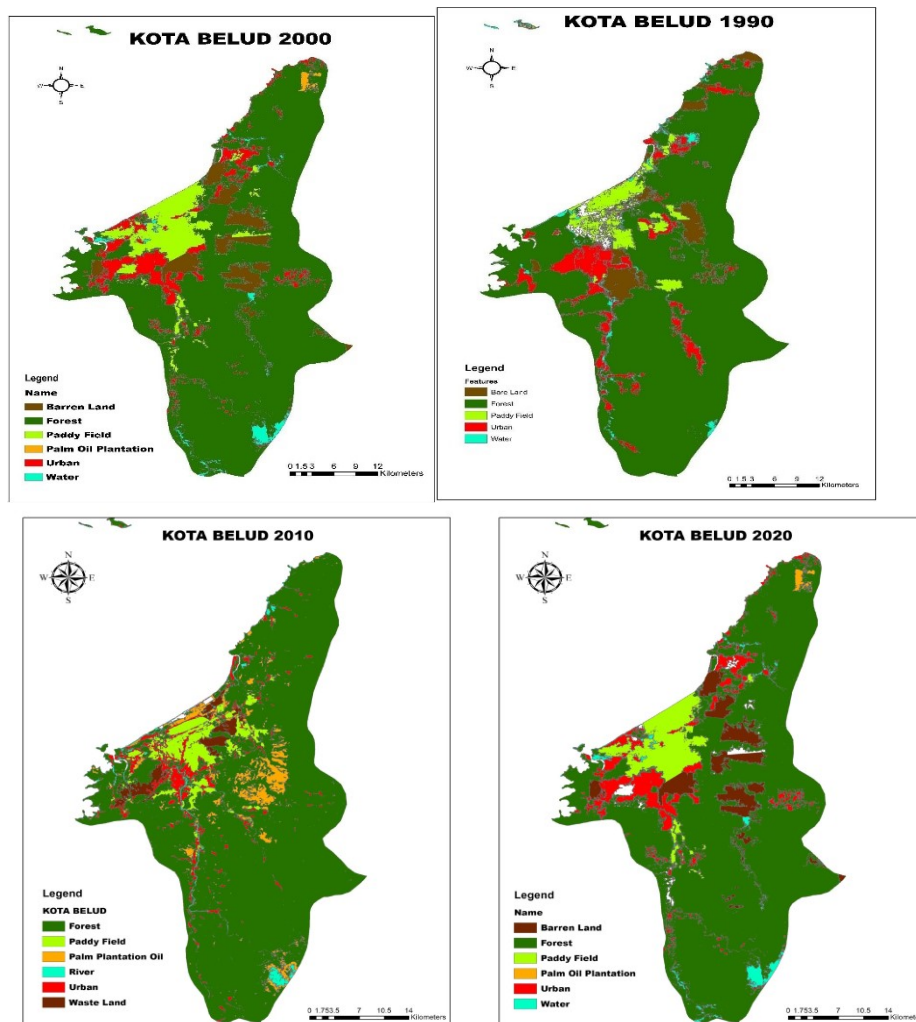 KOTA BELUD 2000
N
W E
S
Legend
Name
Barren Land
Forest
Paddy Field
Palm Oil Plantation
Urban
Water
0 1.5 3 6 9 12
Kilometers
KOTA BELUD 1990
N
W E
S
Legend
Features
Bare Land
Forest
Paddy Field
Urban
Water
0 1.5 3 6 9 12
Kilometers
KOTA BELUD 2010
N
W E
S
Legend
KOTA BELUD
Forest
Paddy Field
Palm Plantation Oil
River
Urban
Waste Land
0 1.753.5 7 10.5 14
Kilometers
KOTA BELUD 2020
N
W E
S
Legend
Name
Barren Land
Forest
Paddy Field
Palm Oil Plantation
Urban
Water
0 1.753.5 7 10.5 14
Kilometers